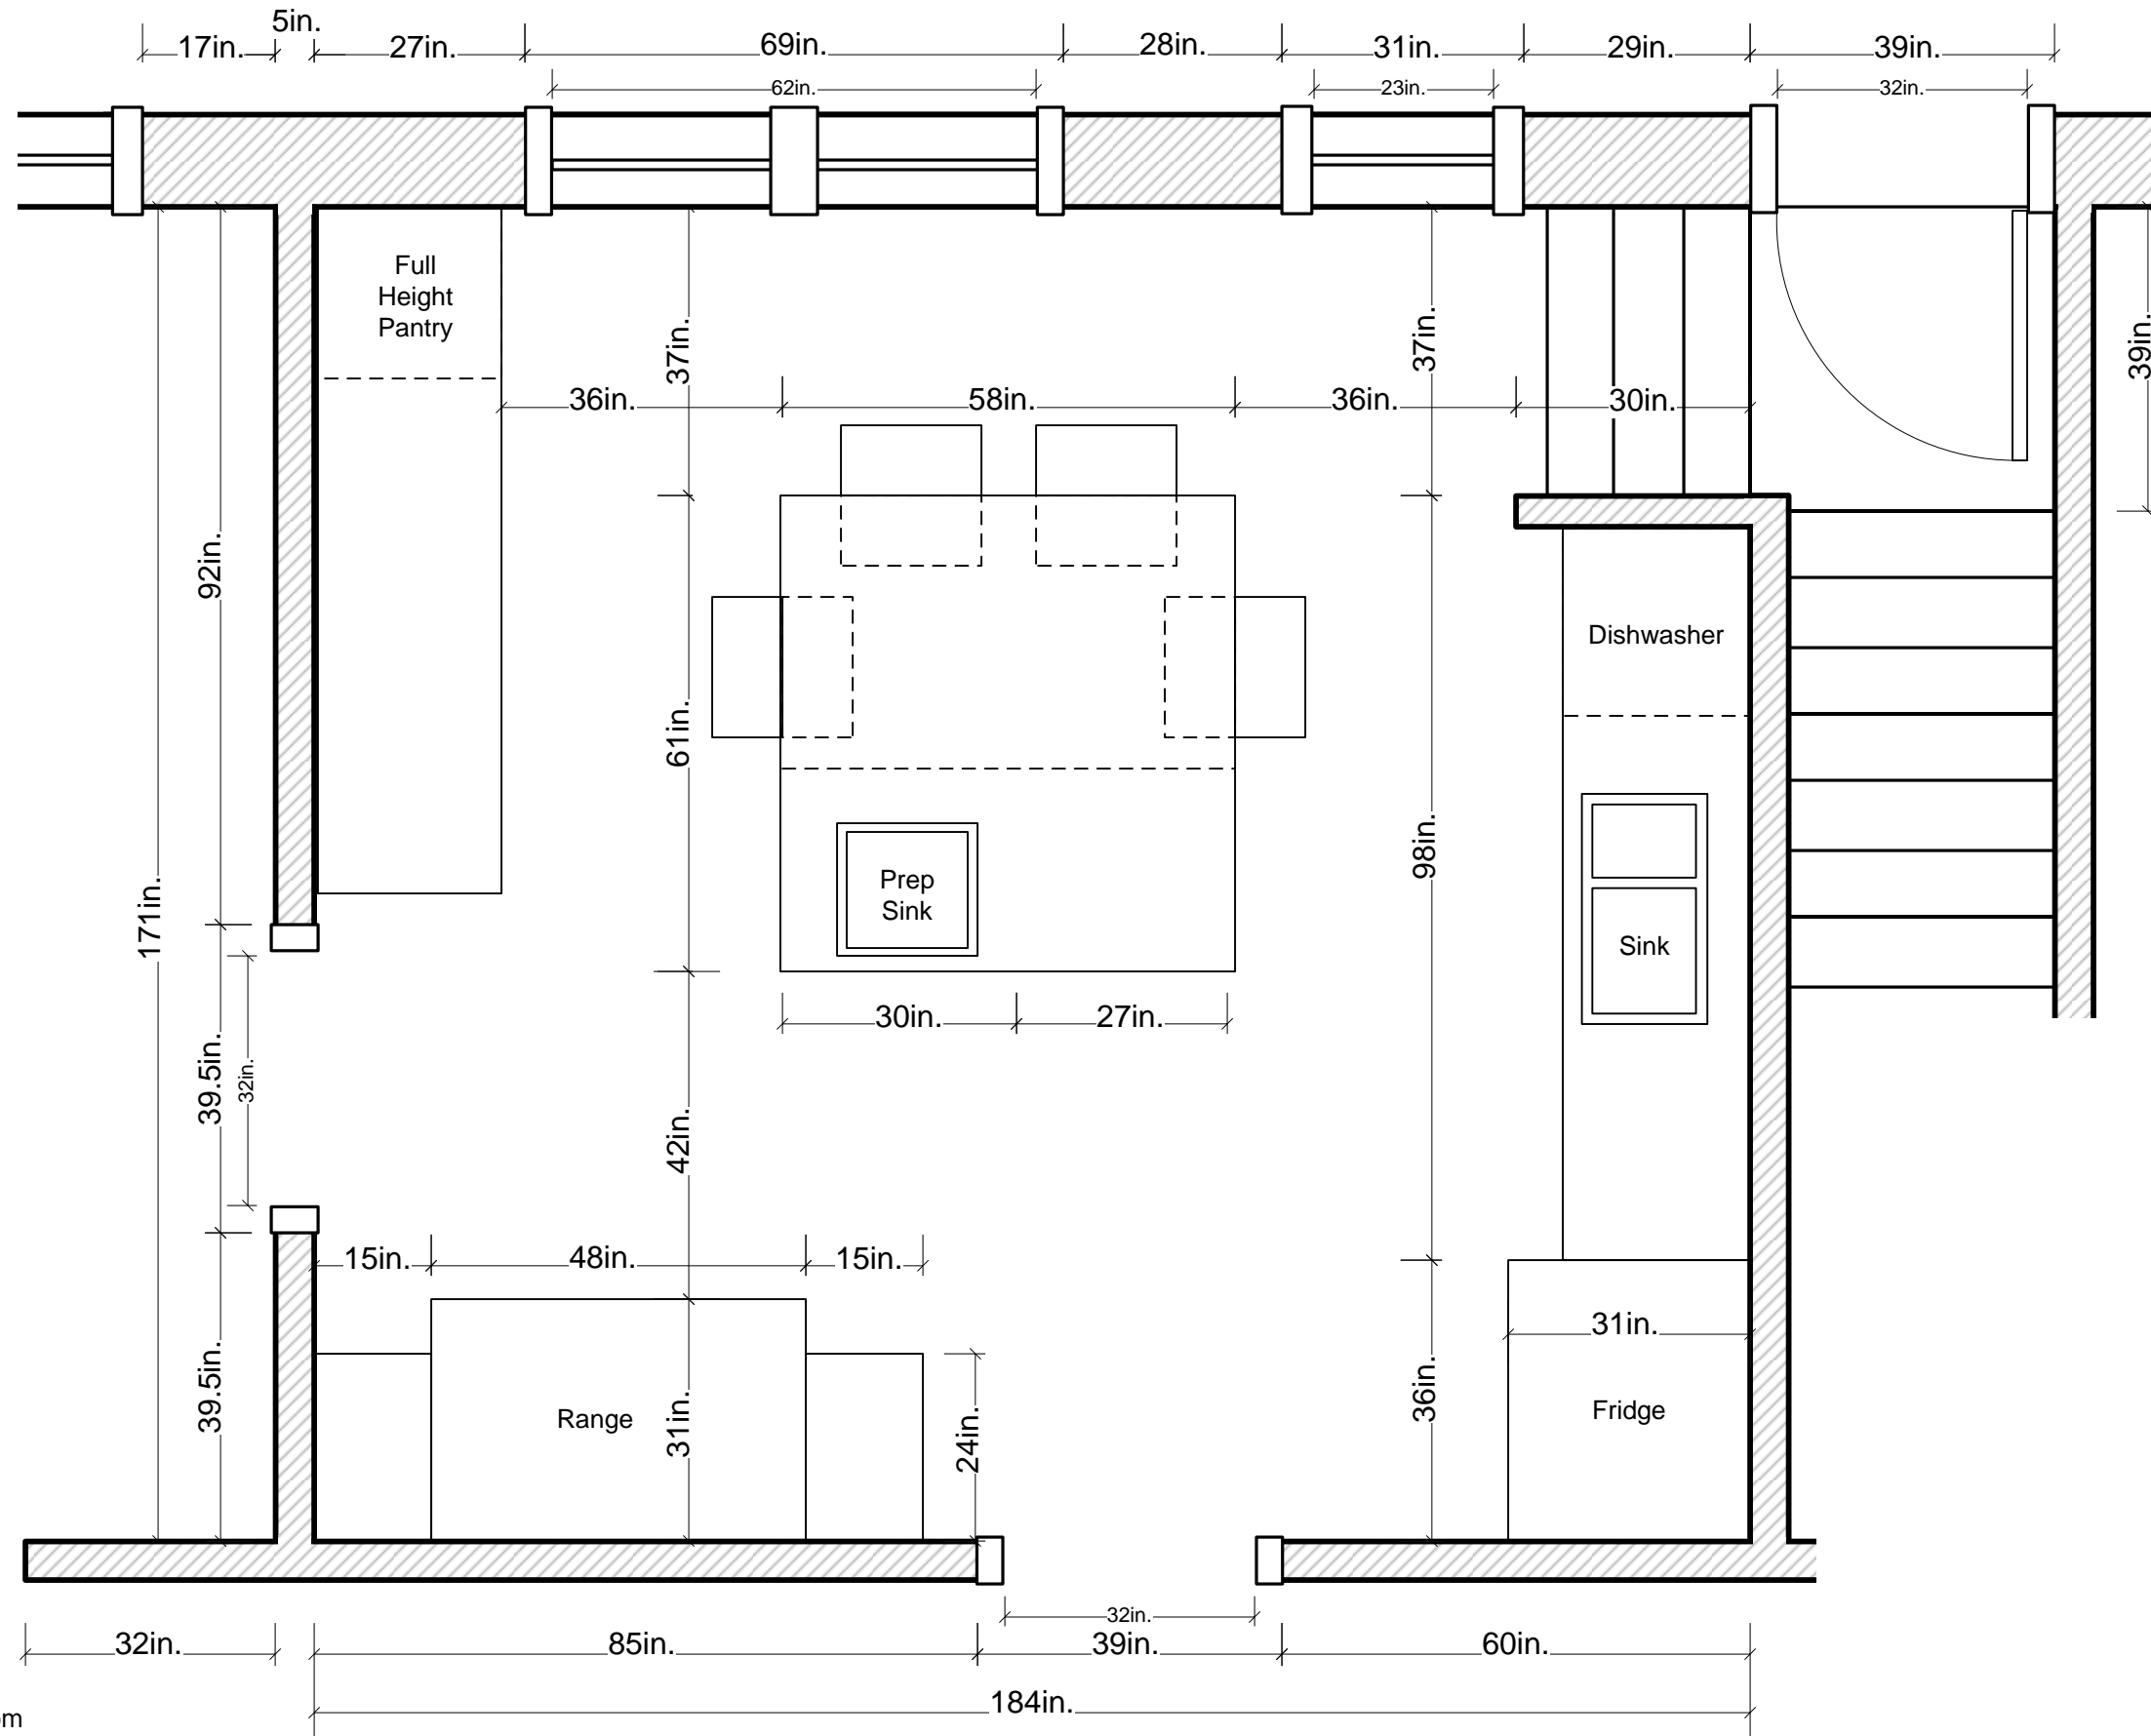 5in.
17in.
27in.
69in.
28in.
31in.
29in.
39in.
62in.
23in.
32in.
Full
Height
Pantry
37in.
37in.
39in.
36in.
58in.
36in.
30in.
92in.
61in.
Dishwasher
98in.
Prep
Sink
171in.
Sink
30in.
27in.
39.5in.
32in.
42in.
15in.
48in.
15in.
31in.
39.5in.
Range
31in.
24in.
36in.
Fridge
32in.
32in.
85in.
39in.
60in.
184in.
m